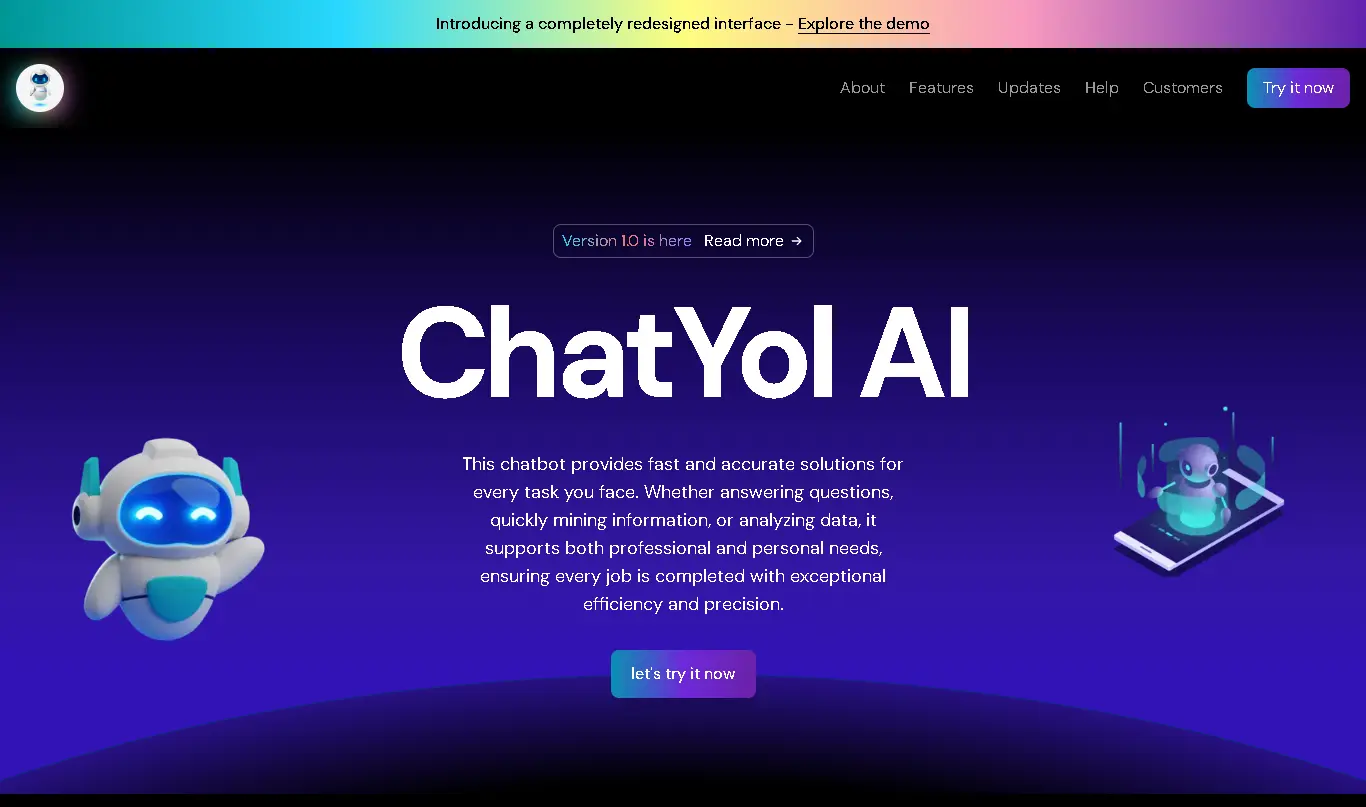 Introducing a completely redesigned interface - Explore the demo
About Features Updates Help Customers Try it now
Version 1.0 is here Read more →
ChatYol AI
This chatbot provides fast and accurate solutions for
every task you face. Whether answering questions,
quickly mining information, or analyzing data, it
supports both professional and personal needs,
ensuring every job is completed with exceptional
efficiency and precision.
let's try it now